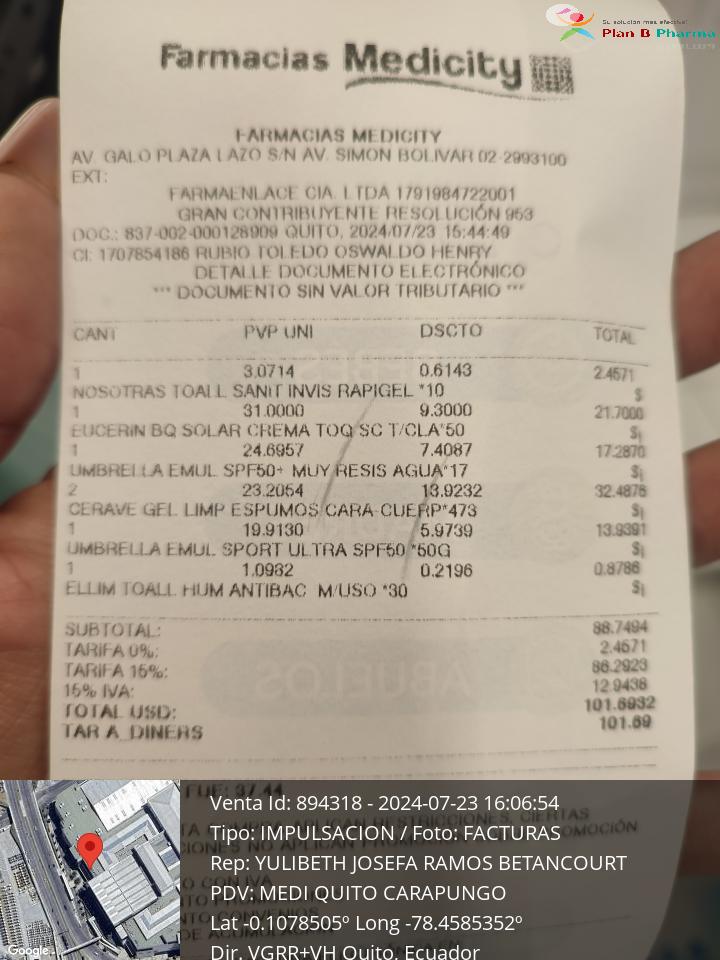 Su solución más efectiva!
Plan B Pharma
Farmacias Medicity
FARMACIAS MEDICITY
AV. GALO PLAZA LAZO S/N AV. SIMON BOLIVAR 02-2993100
EXT:
FARMAENLACE CIA. LTDA 1791984722001
GRAN CONTRIBUYENTE RESOLUCIÓN 953
DOC.: 837-002-000128909 QUITO, 2024/07/23 15:44:49
CI: 1707854186 RUBIO TOLEDO OSWALDO HENRY
DETALLE DOCUMENTO ELECTRÓNICO
*** DOCUMENTO SIN VALOR TRIBUTARIO ***
CANT PVP UNI DSCTO TOTAL
1 3.0714 0.6143 2.4571
NOSOTRAS TOALL SANIT INVIS RAPIGEL *10 $
1 31.0000 9.3000 21.7000
EUCERIN BQ SOLAR CREMA TOQ SC T/CLA*50 $¡
1 24.6957 7.4087 17.2870
UMBRELLA EMUL SPF50+ MUY RESIS AGUA*17 $¡
2 23.2054 13.9232 32.4876
CERAVE GEL LIMP ESPUMOS CARA-CUERP*473 $¡
1 19.9130 5.9739 13.9391
UMBRELLA EMUL SPORT ULTRA SPF50 *50G $¡
1 1.0982 0.2196 0.8786
ELLIM TOALL HUM ANTIBAC M/USO *30 $¡
SUBTOTAL: 88.7494
TARIFA 0%: 2.4571
TARIFA 15%: 86.2923
15% IVA: 12.9438
TOTAL USD: 101.6932
TAR A_DINERS 101.69
FUE: 37.44
Venta Id: 894318 - 2024-07-23 16:06:54
Tipo: IMPULSACION / Foto: FACTURAS
Rep: YULIBETH JOSEFA RAMOS BETANCOURT
PDV: MEDI QUITO CARAPUNGO
Lat -0.1078505º Long -78.4585352º
Dir. VGRR+VH Quito, Ecuador
Google